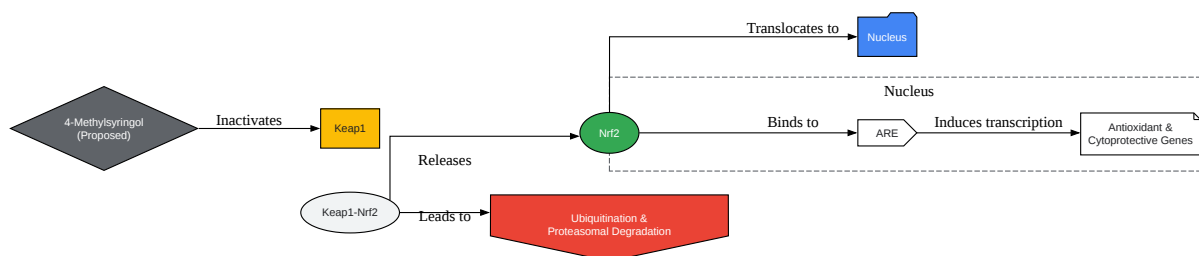 Translocates to
Nucleus
Nucleus
4-Methylsyringol
(Proposed)
Inactivates
Keap1
Nrf2
Binds to
ARE
Induces transcription
Antioxidant &
Cytoprotective Genes
Releases
Keap1-Nrf2
Leads to
Ubiquitination &
Proteasomal Degradation